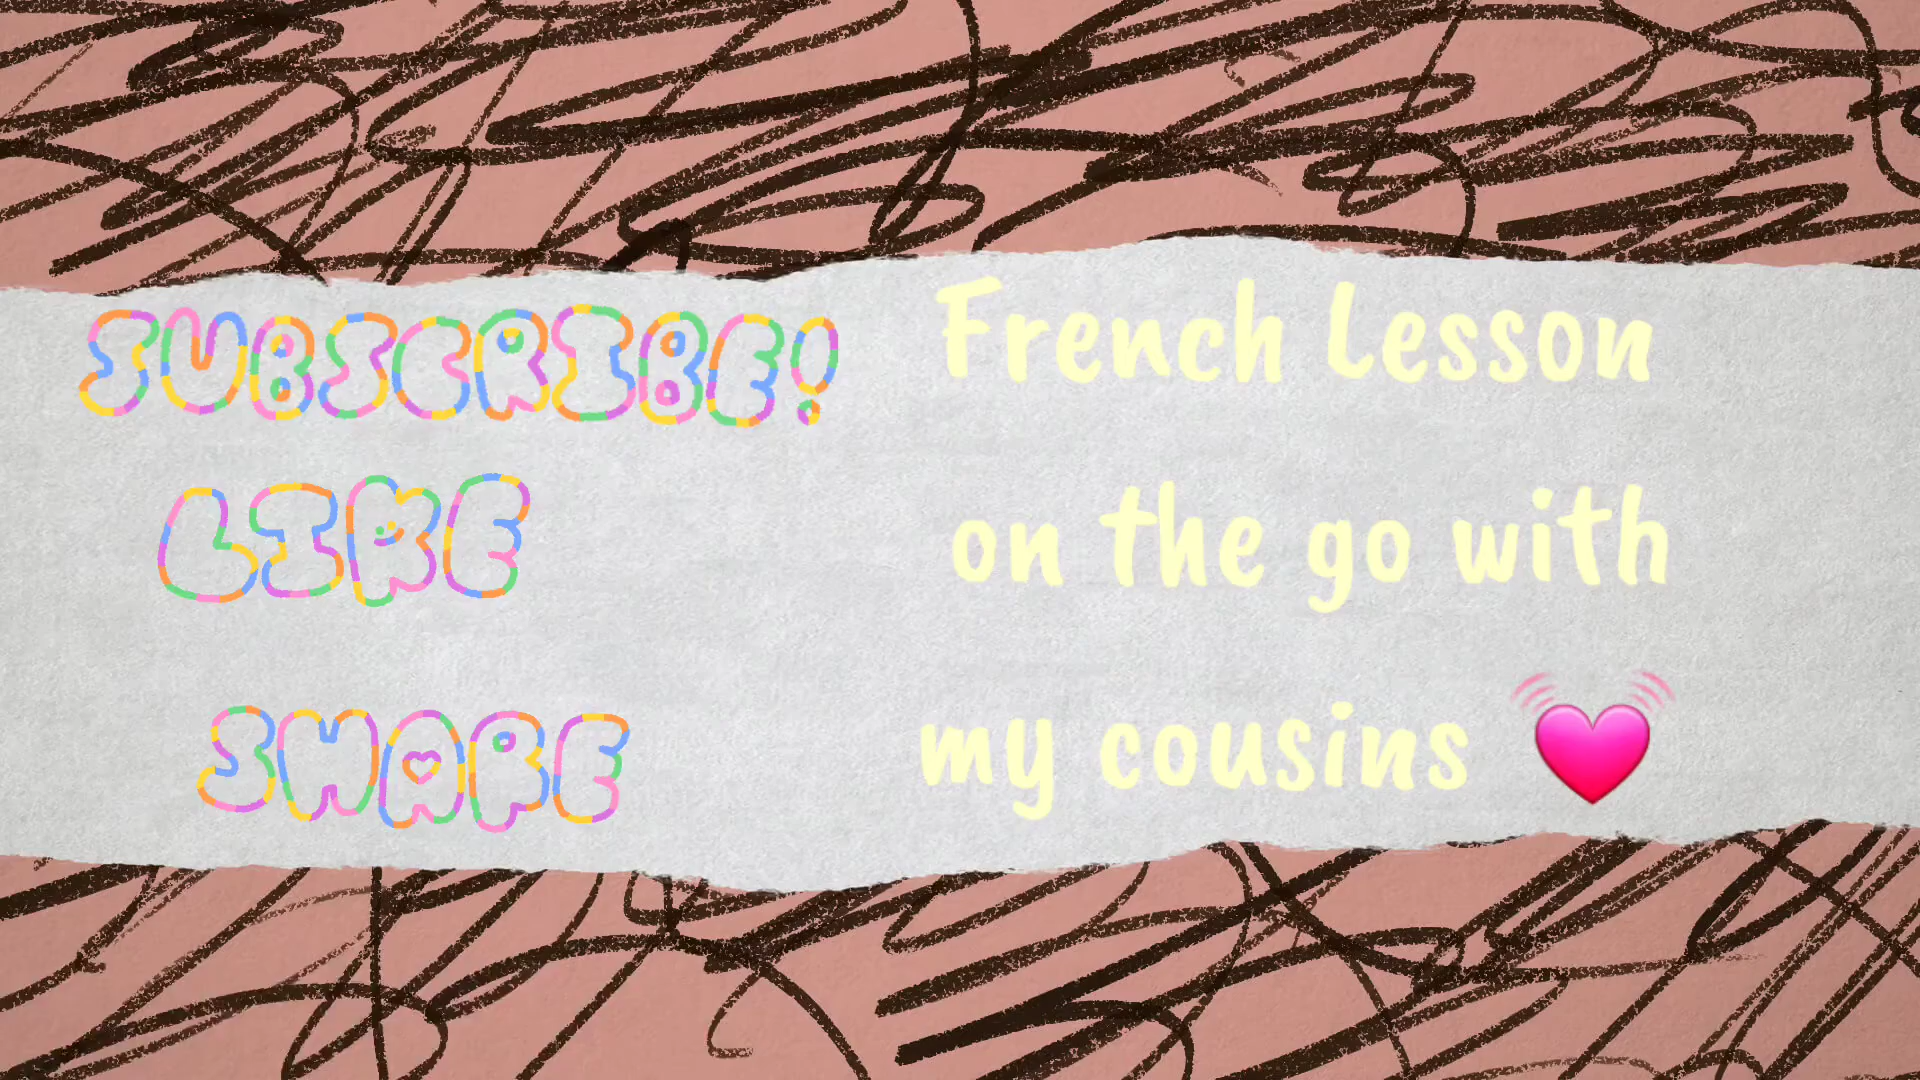 SUBSCRIBE!
LIKE
SHARE
French Lesson
on the go with
my cousins 💓